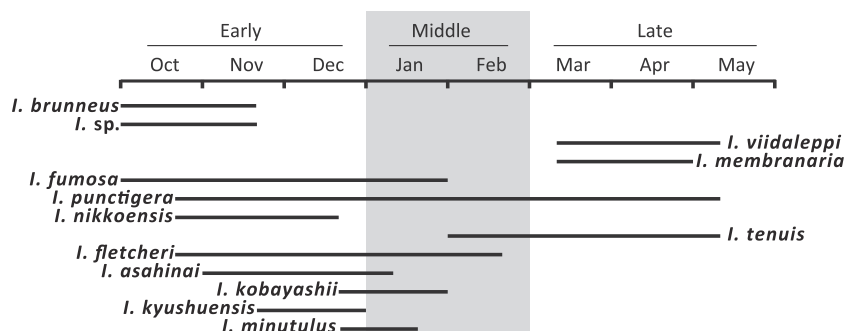 Early Middle Late
Oct Nov Dec Jan Feb Mar Apr May
I. brunneus
I. sp.
I. viidaleppi
I. membranaria
I. fumosa
I. punctigera
I. nikkoensis
I. tenuis
I. fletcheri
I. asahinai
I. kobayashii
I. kyushuensis
I. minutulus